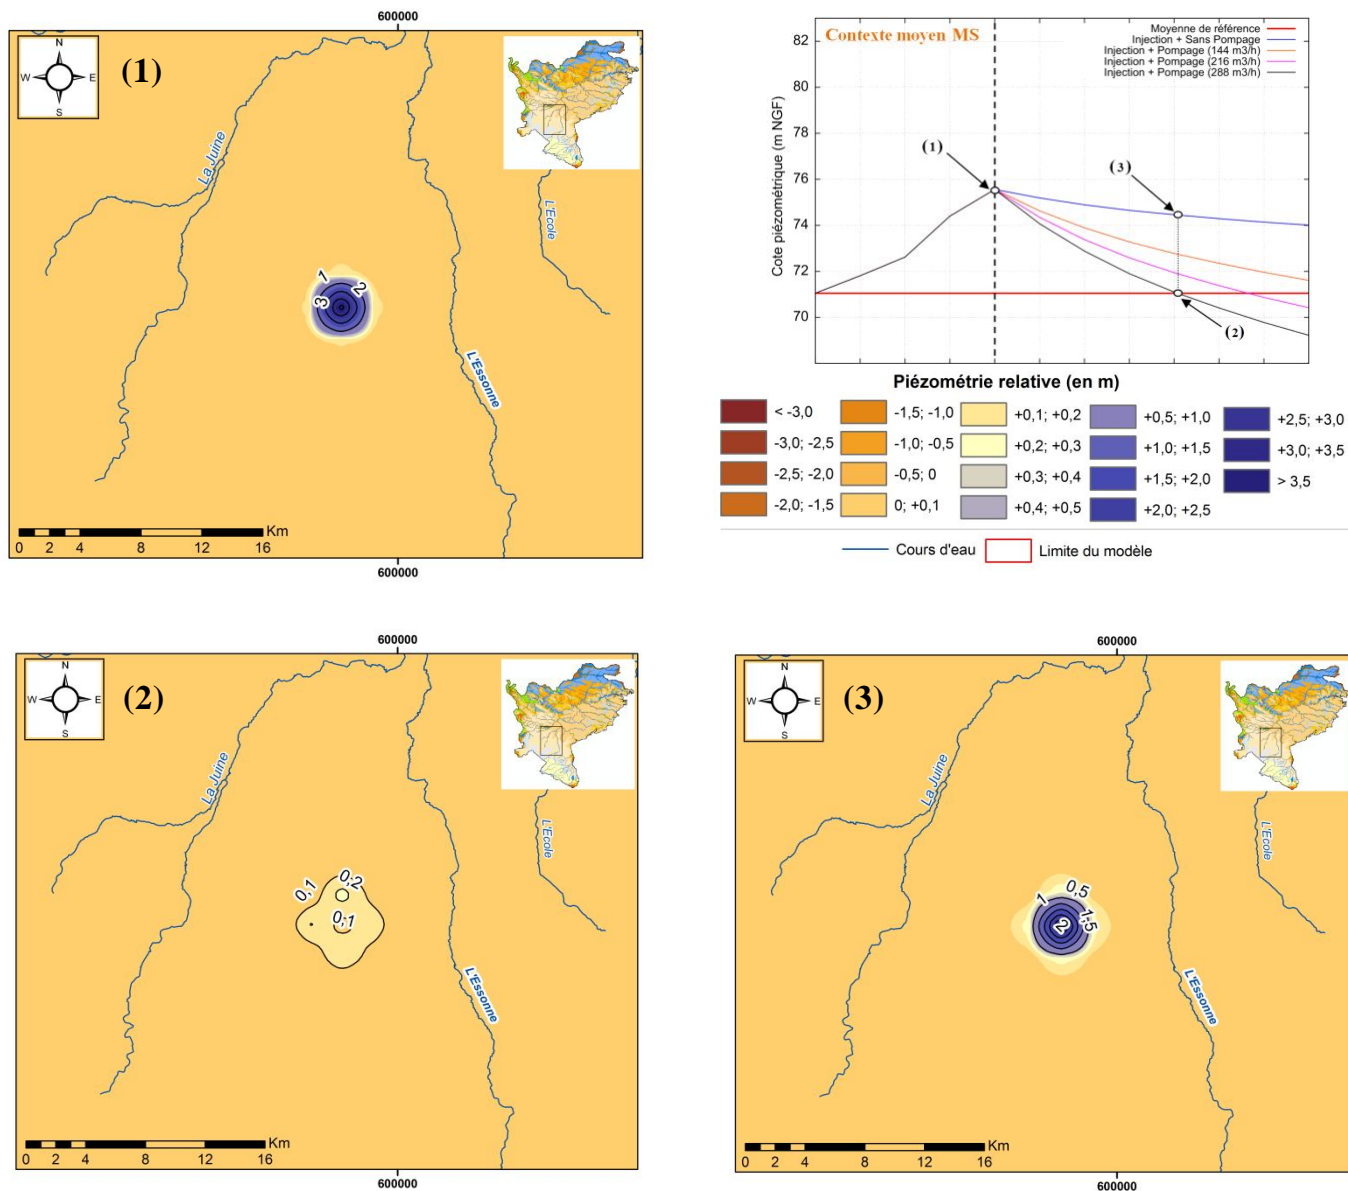 600000
N
W
E
S
(1)
La Juine
L'Essonne
L'Ecole
1
2
3
Km
0 2 4 8 12 16
600000
Contexte moyen MS
Moyenne de référence
Injection + Sans Pompage
Injection + Pompage (144 m3/h)
Injection + Pompage (216 m3/h)
Injection + Pompage (288 m3/h)
Cote piézométrique (m NGF)
82
80
78
76
74
72
70
(1)
(3)
(2)
Piézométrie relative (en m)
< -3,0
-3,0; -2,5
-2,5; -2,0
-2,0; -1,5
-1,5; -1,0
-1,0; -0,5
-0,5; 0
0; +0,1
+0,1; +0,2
+0,2; +0,3
+0,3; +0,4
+0,4; +0,5
+0,5; +1,0
+1,0; +1,5
+1,5; +2,0
+2,0; +2,5
+2,5; +3,0
+3,0; +3,5
> 3,5
Cours d'eau
Limite du modèle
600000
N
W
E
S
(2)
La Juine
L'Essonne
L'Ecole
0,1
0,2
0,1
Km
0 2 4 8 12 16
600000
600000
N
W
E
S
(3)
La Juine
L'Essonne
L'Ecole
0,5
1
1,5
2
Km
0 2 4 8 12 16
600000